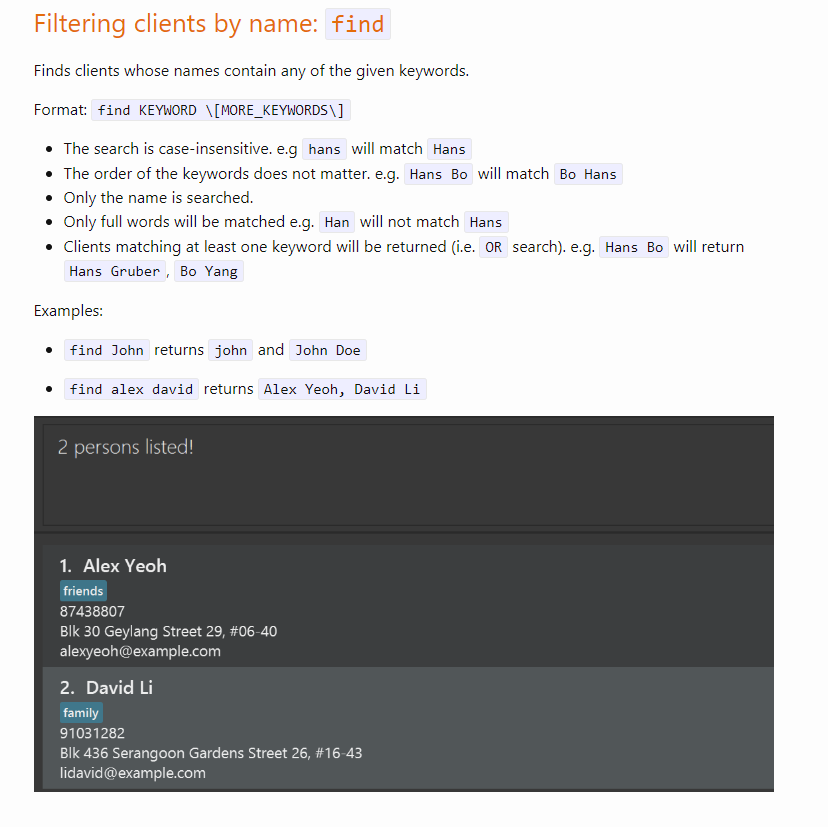 Filtering clients by name: find
Finds clients whose names contain any of the given keywords.
Format: find KEYWORD \[MORE_KEYWORDS\]
The search is case-insensitive. e.g hans will match Hans
The order of the keywords does not matter. e.g. Hans Bo will match Bo Hans
Only the name is searched.
Only full words will be matched e.g. Han will not match Hans
Clients matching at least one keyword will be returned (i.e. OR search). e.g. Hans Bo will return
Hans Gruber, Bo Yang
Examples:
find John returns john and John Doe
find alex david returns Alex Yeoh, David Li
2 persons listed!
1. Alex Yeoh
friends
87438807
Blk 30 Geylang Street 29, #06-40
alexyeoh@example.com
2. David Li
family
91031282
Blk 436 Serangoon Gardens Street 26, #16-43
lidavid@example.com